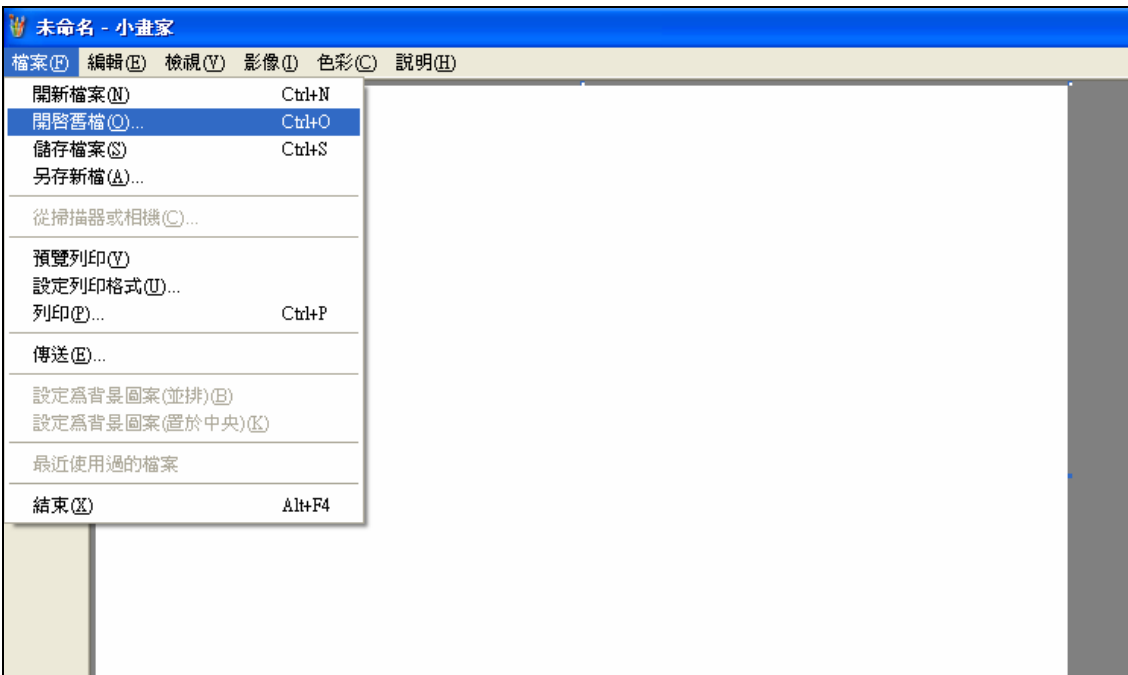 未命名 - 小畫家
檔案(F) 編輯(E) 檢視(V) 影像(I) 色彩(C) 說明(H)
開新檔案(N) Ctrl+N
開啓舊檔(O)... Ctrl+O
儲存檔案(S) Ctrl+S
另存新檔(A)...
從掃描器或相機(C)...
預覽列印(V)
設定列印格式(U)...
列印(P)... Ctrl+P
傳送(E)...
設定爲背景圖案(並排)(B)
設定爲背景圖案(置於中央)(K)
最近使用過的檔案
結束(X) Alt+F4